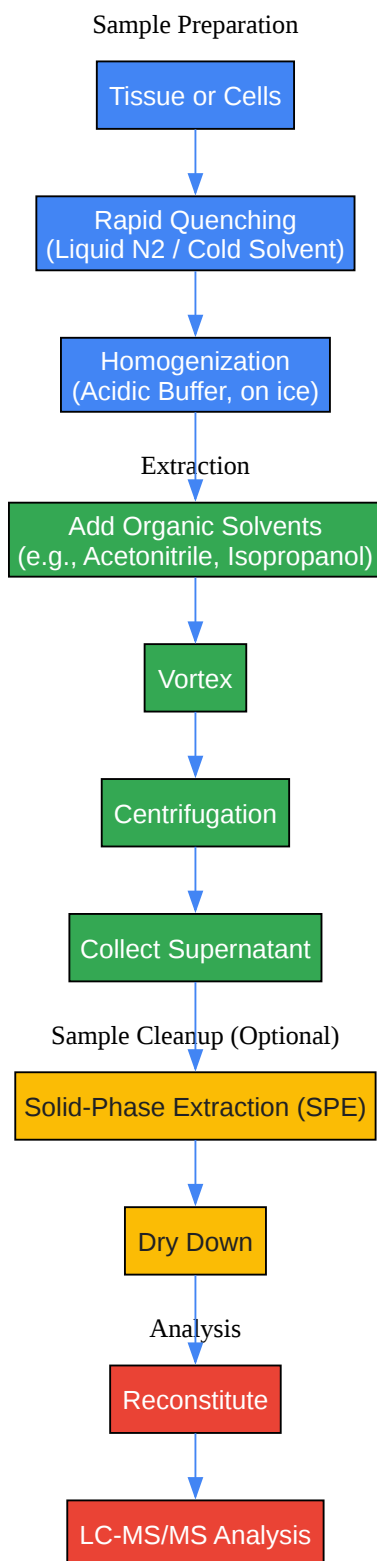 Sample Preparation
Tissue or Cells
Rapid Quenching
(Liquid N2 / Cold Solvent)
Homogenization
(Acidic Buffer, on ice)
Extraction
Add Organic Solvents
(e.g., Acetonitrile, Isopropanol)
Vortex
Centrifugation
Collect Supernatant
Sample Cleanup (Optional)
Solid-Phase Extraction (SPE)
Dry Down
Analysis
Reconstitute
LC-MS/MS Analysis